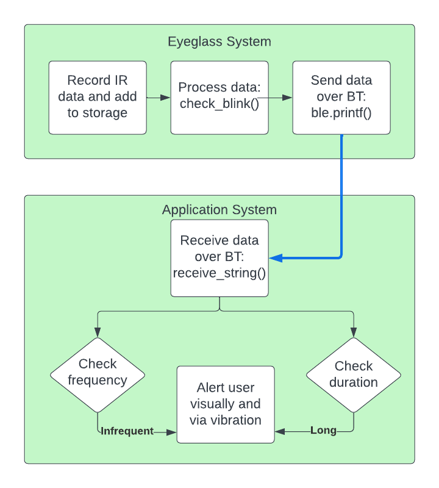 Eyeglass System
Record IR
data and add
to storage
Process data:
check_blink()
Send data
over BT:
ble.printf()
Application System
Receive data
over BT:
receive_string()
Check
frequency
Check
duration
Alert user
visually and
via vibration
Infrequent
Long